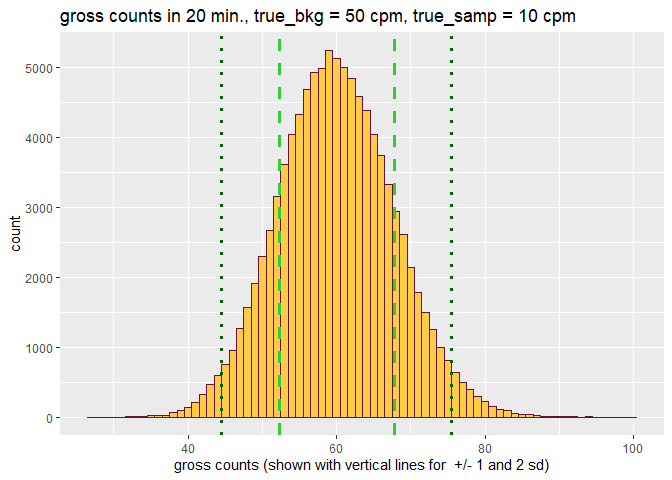 gross counts in 20 min., true_bkg = 50 cpm, true_samp = 10 cpm
5000
4000
3000
2000
1000
0
count
40 60 80 100
gross counts (shown with vertical lines for  +/- 1 and 2 sd)